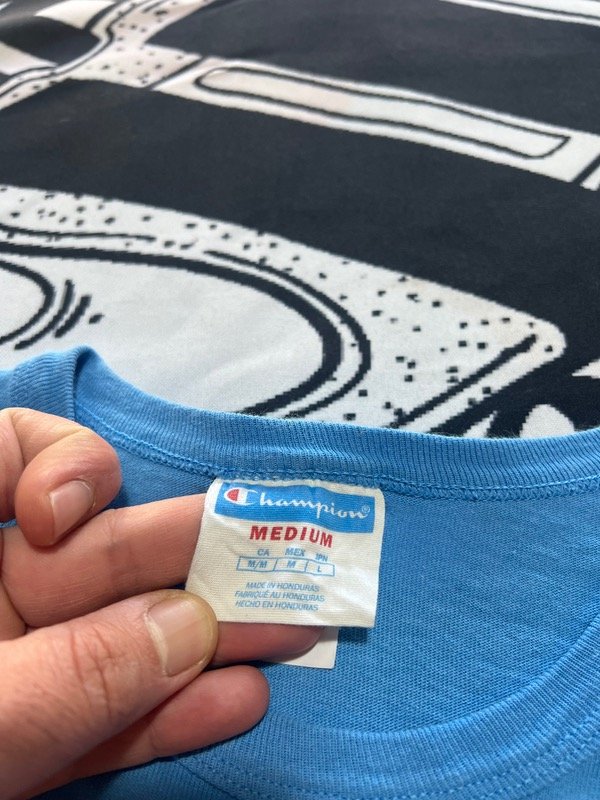 Champion®
MEDIUM
CA MEX JPN
M/M M L
MADE IN HONDURAS
FABRIQUÉ AU HONDURAS
HECHO EN HONDURAS